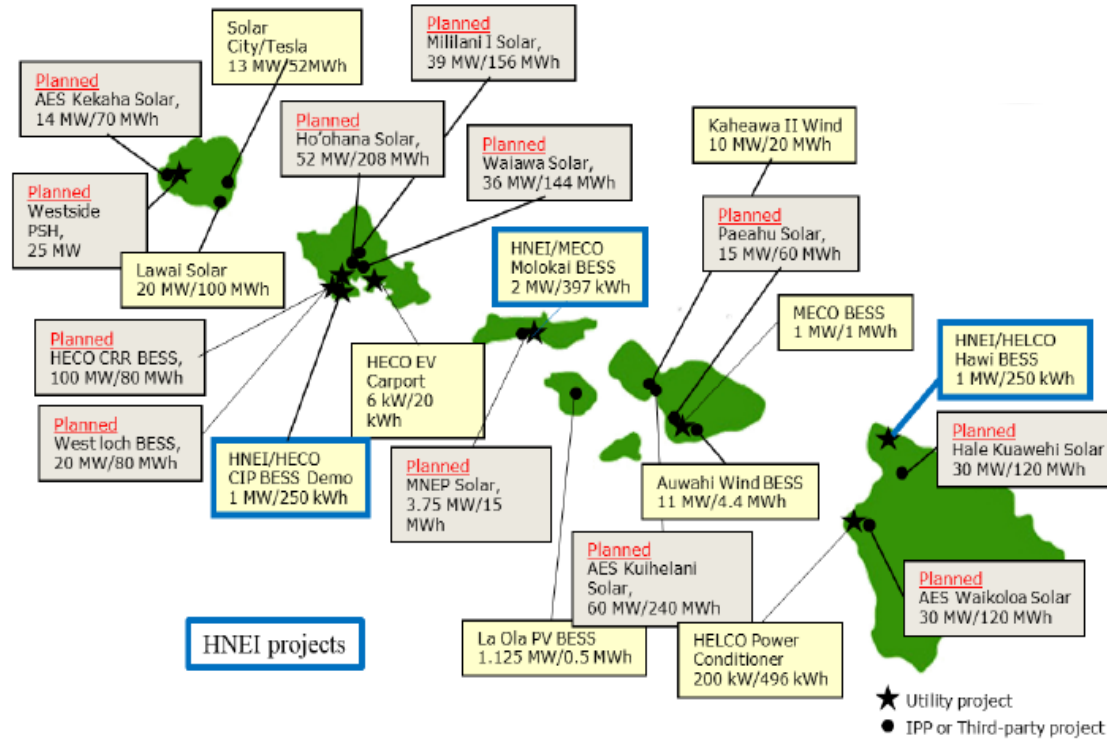 Solar
City/Tesla
13 MW/52MWh
Planned
Mililani I Solar,
39 MW/156 MWh
Planned
AES Kekaha Solar,
14 MW/70 MWh
Planned
Ho'ohana Solar,
52 MW/208 MWh
Kaheawa II Wind
10 MW/20 MWh
Planned
Waiawa Solar,
36 MW/144 MWh
Planned
Westside
PSH,
25 MW
Planned
Paeahu Solar,
15 MW/60 MWh
HNEI/MECO
Molokai BESS
2 MW/397 kWh
Lawai Solar
20 MW/100 MWh
MECO BESS
1 MW/1 MWh
HNEI/HELCO
Hawi BESS
1 MW/250 kWh
Planned
HECO CRR BESS,
100 MW/80 MWh
HECO EV
Carport
6 kW/20
kWh
Planned
West loch BESS,
20 MW/80 MWh
HNEI/HECO
CIP BESS Demo
1 MW/250 kWh
Planned
MNEP Solar,
3.75 MW/15
MWh
Auwahi Wind BESS
11 MW/4.4 MWh
Planned
Hale Kuawehi Solar
30 MW/120 MWh
Planned
AES Kuihelani
Solar,
60 MW/240 MWh
Planned
AES Waikoloa Solar
30 MW/120 MWh
HNEI projects
La Ola PV BESS
1.125 MW/0.5 MWh
HELCO Power
Conditioner
200 kW/496 kWh
Utility project
IPP or Third-party project